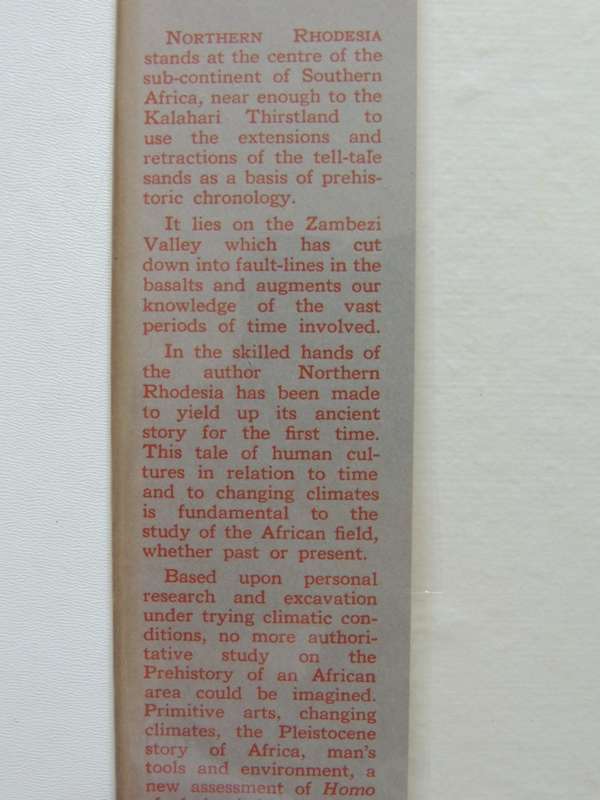 NORTHERN RHODESIA
stands at the centre of the
sub-continent of Southern
Africa, near enough to the
Kalahari Thirstland to
use the extensions and
retractions of the tell-tale
sands as a basis of prehis-
toric chronology.
It lies on the Zambezi
Valley which has cut
down into fault-lines in the
basalts and augments our
knowledge of the vast
periods of time involved.
In the skilled hands of
the author Northern
Rhodesia has been made
to yield up its ancient
story for the first time.
This tale of human cul-
tures in relation to time
and to changing climates
is fundamental to the
study of the African field,
whether past or present.
Based upon personal
research and excavation
under trying climatic con-
ditions, no more authori-
tative study on the
Prehistory of an African
area could be imagined.
Primitive arts, changing
climates, the Pleistocene
story of Africa, man's
tools and environment, a
new assessment of Homo